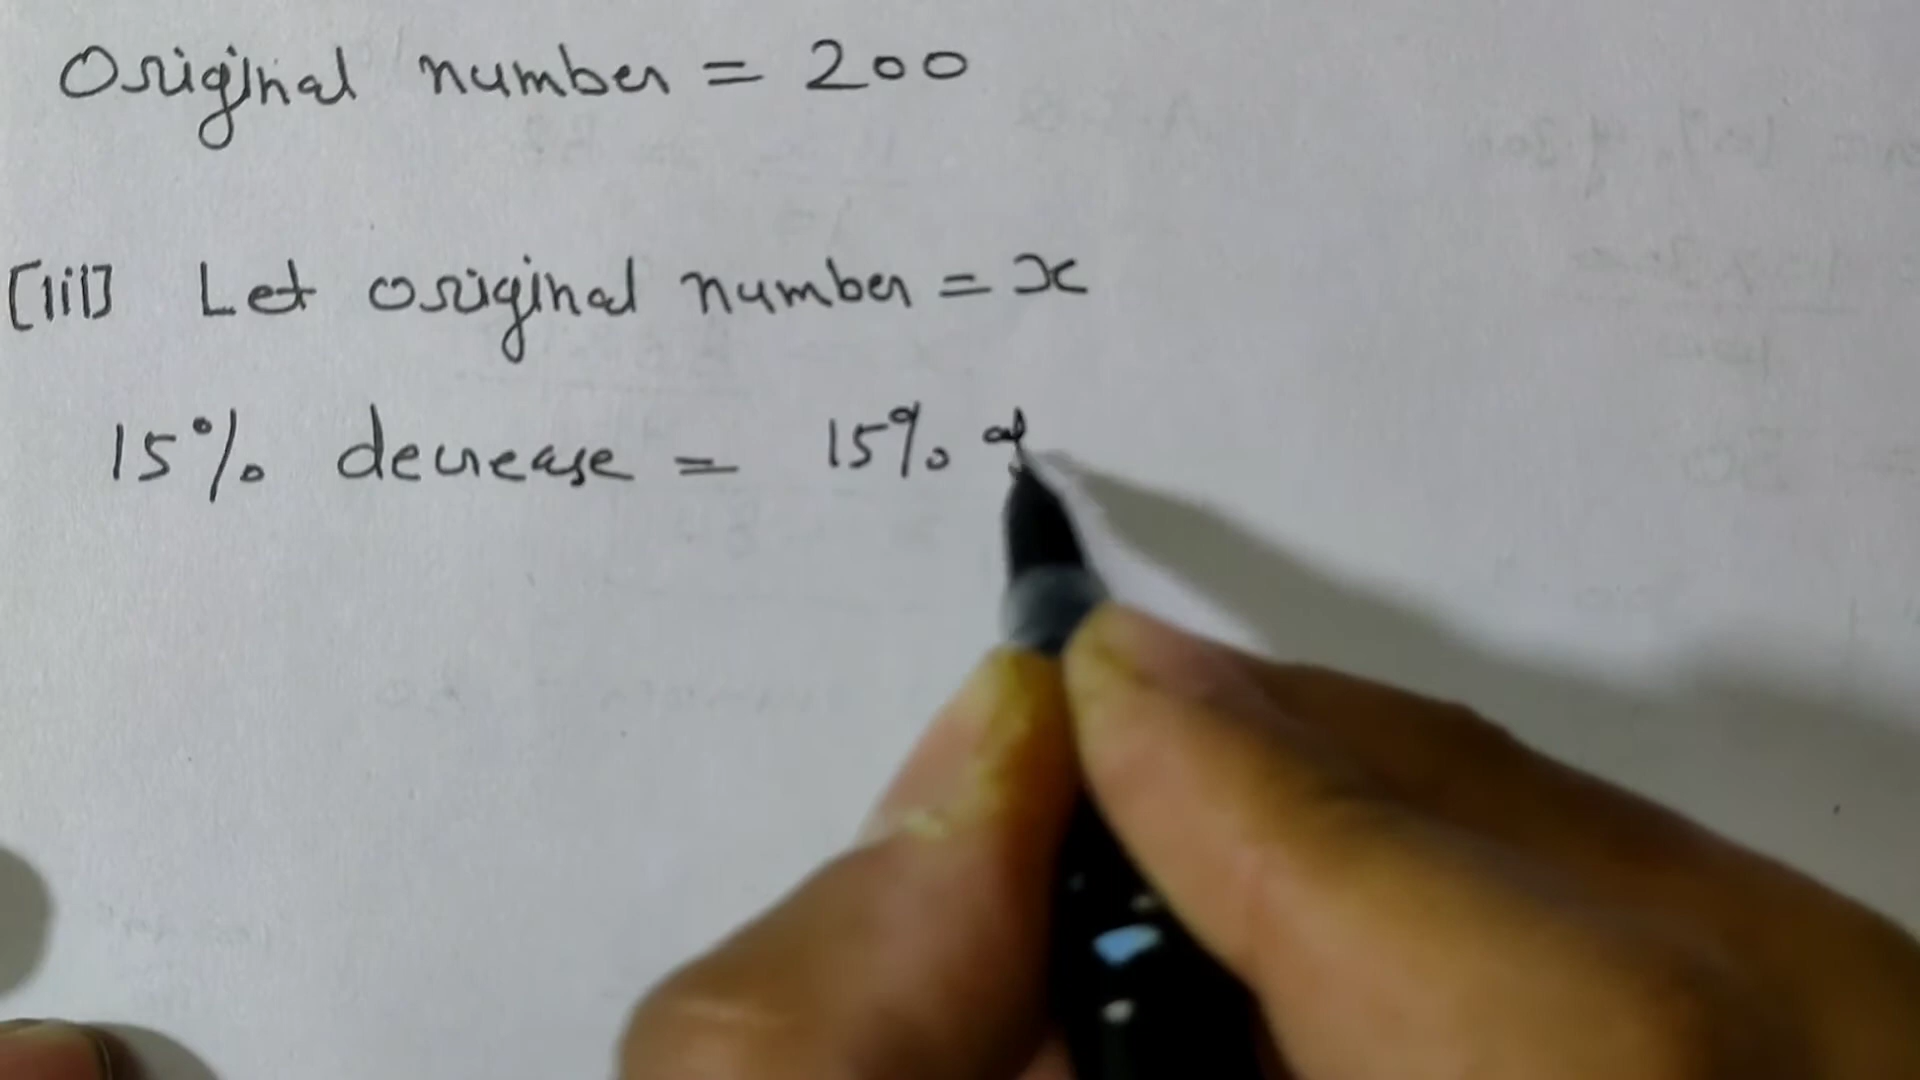 Original number = 200
[iii] Let original number = x
15% decrease = 15% of